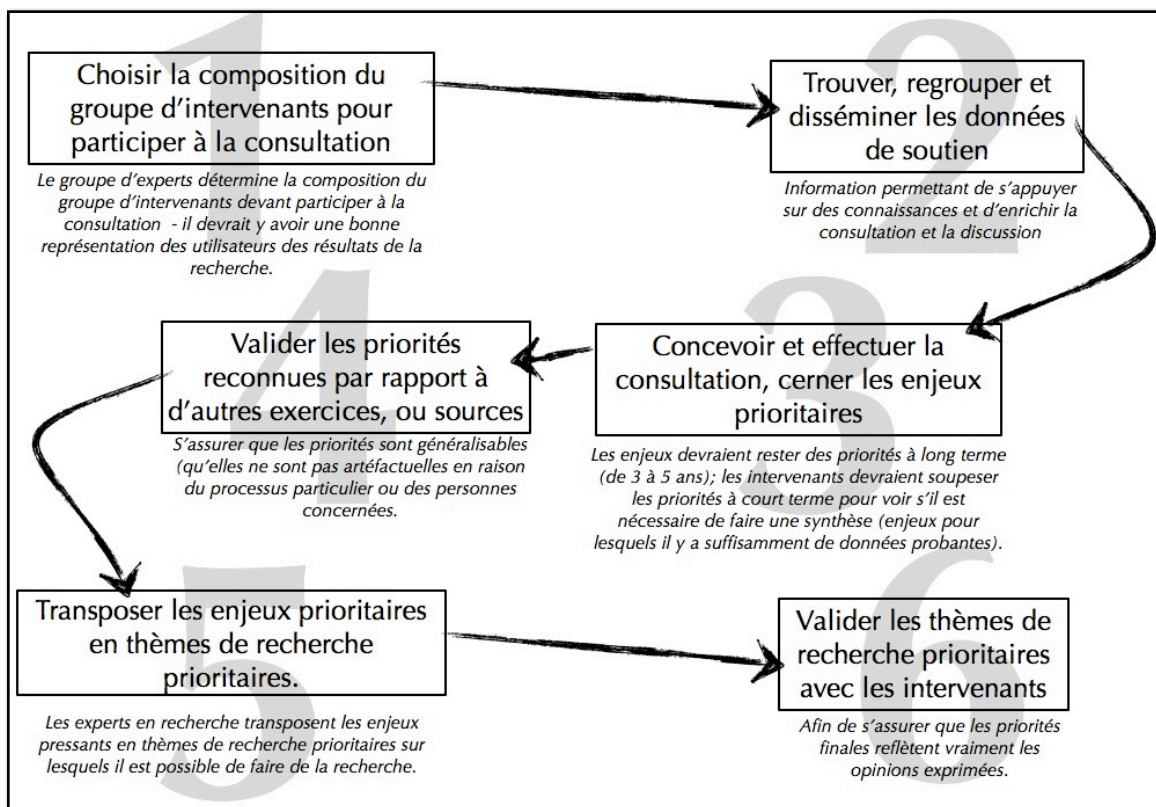 1
Choisir la composition du
groupe d'intervenants pour
participer à la consultation
Le groupe d'experts détermine la composition du
groupe d'intervenants devant participer à la
consultation - il devrait y avoir une bonne
représentation des utilisateurs des résultats de la
recherche.
2
Trouver, regrouper et
disséminer les données
de soutien
Information permettant de s'appuyer
sur des connaissances et d'enrichir la
consultation et la discussion
3
Concevoir et effectuer la
consultation, cerner les enjeux
prioritaires
Les enjeux devraient rester des priorités à long terme
(de 3 à 5 ans); les intervenants devraient soupeser
les priorités à court terme pour voir s'il est
nécessaire de faire une synthèse (enjeux pour
lesquels il y a suffisamment de données probantes).
4
Valider les priorités
reconnues par rapport à
d'autres exercices, ou sources
S'assurer que les priorités sont généralisables
(qu'elles ne sont pas artéfactuelles en raison
du processus particulier ou des personnes
concernées.
5
Transposer les enjeux prioritaires
en thèmes de recherche
prioritaires.
Les experts en recherche transposent les enjeux
pressants en thèmes de recherche prioritaires sur
lesquels il est possible de faire de la recherche.
6
Valider les thèmes de
recherche prioritaires
avec les intervenants
Afin de s'assurer que les priorités
finales reflètent vraiment les
opinions exprimées.